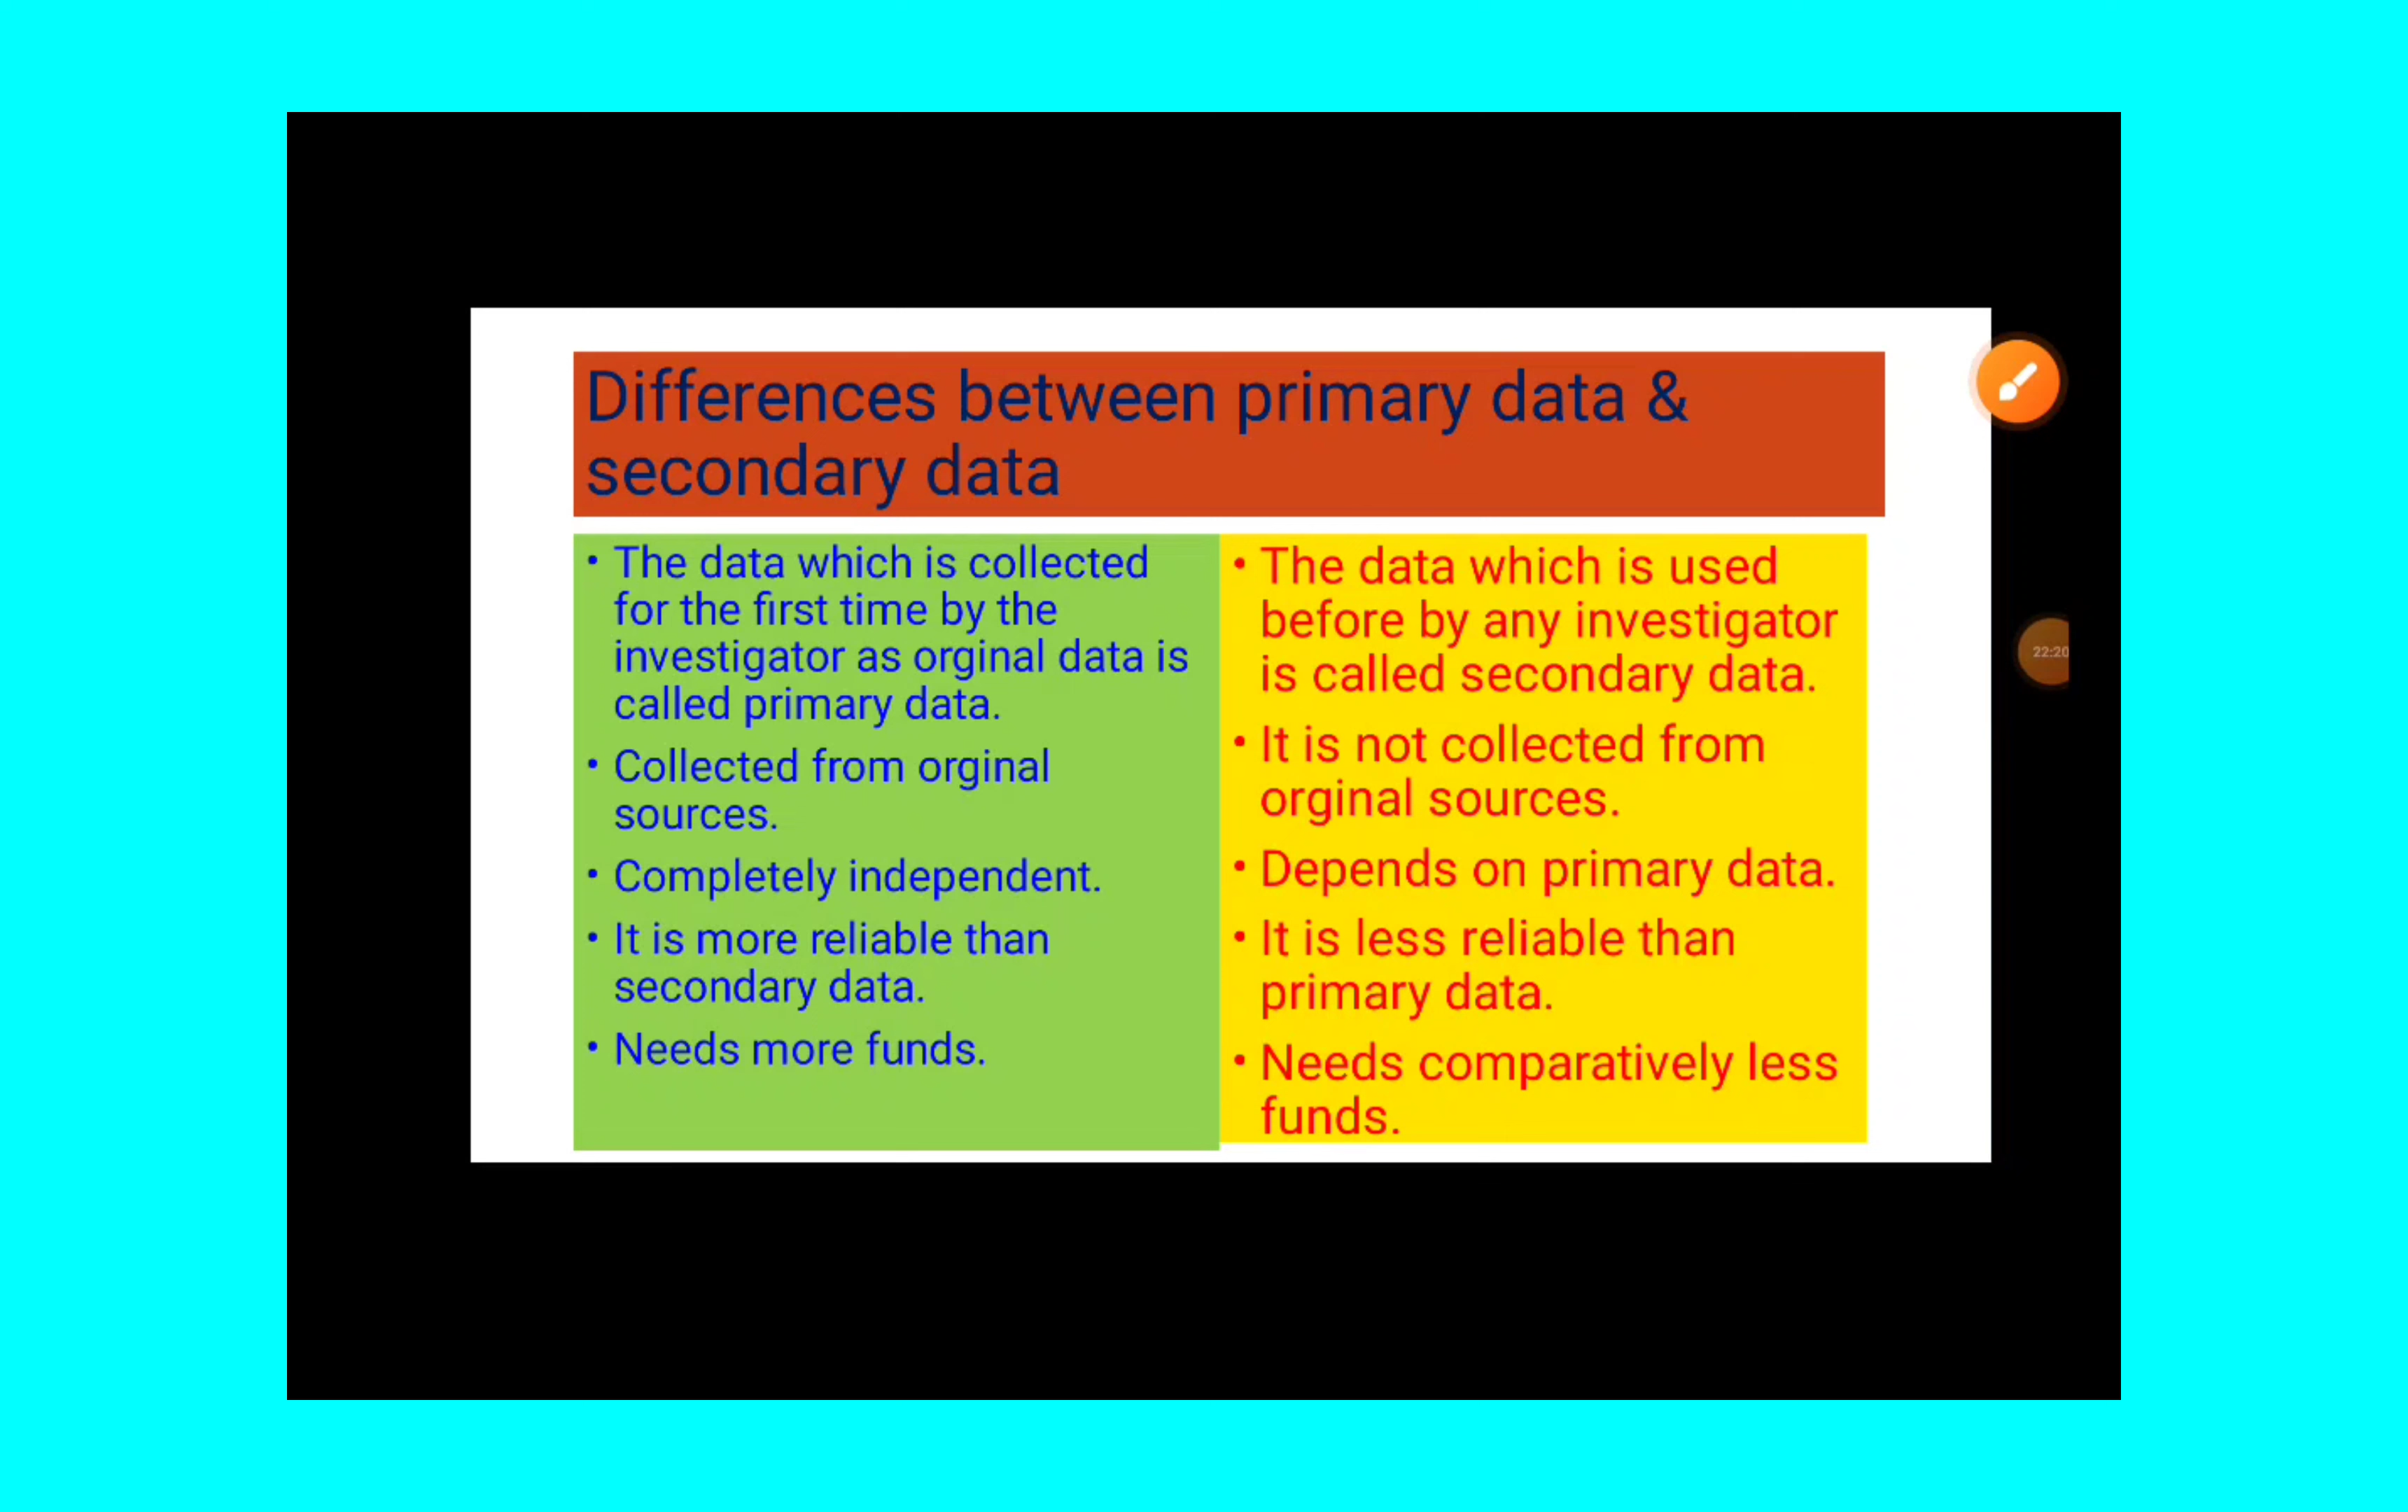 Differences between primary data &
secondary data
• The data which is collected
for the first time by the
investigator as orginal data is
called primary data.
• Collected from orginal
sources.
• Completely independent.
• It is more reliable than
secondary data.
• Needs more funds.
• The data which is used
before by any investigator
is called secondary data.
• It is not collected from
orginal sources.
• Depends on primary data.
• It is less reliable than
primary data.
• Needs comparatively less
funds.
22:20